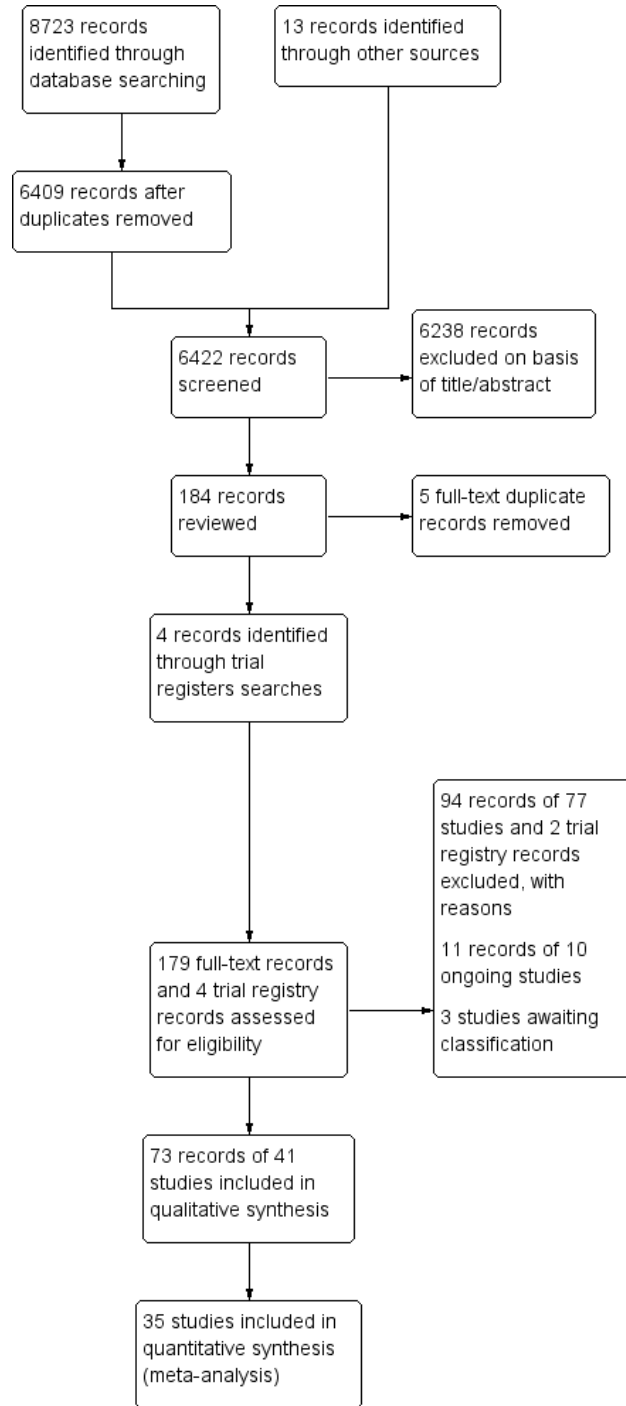 8723 records
identified through
database searching
13 records identified
through other sources
6409 records after
duplicates removed
6422 records
screened
6238 records
excluded on basis
of title/abstract
184 records
reviewed
5 full-text duplicate
records removed
4 records identified
through trial
registers searches
94 records of 77
studies and 2 trial
registry records
excluded, with
reasons
11 records of 10
ongoing studies
3 studies awaiting
classification
179 full-text records
and 4 trial registry
records assessed
for eligibility
73 records of 41
studies included in
qualitative synthesis
35 studies included in
quantitative synthesis
(meta-analysis)